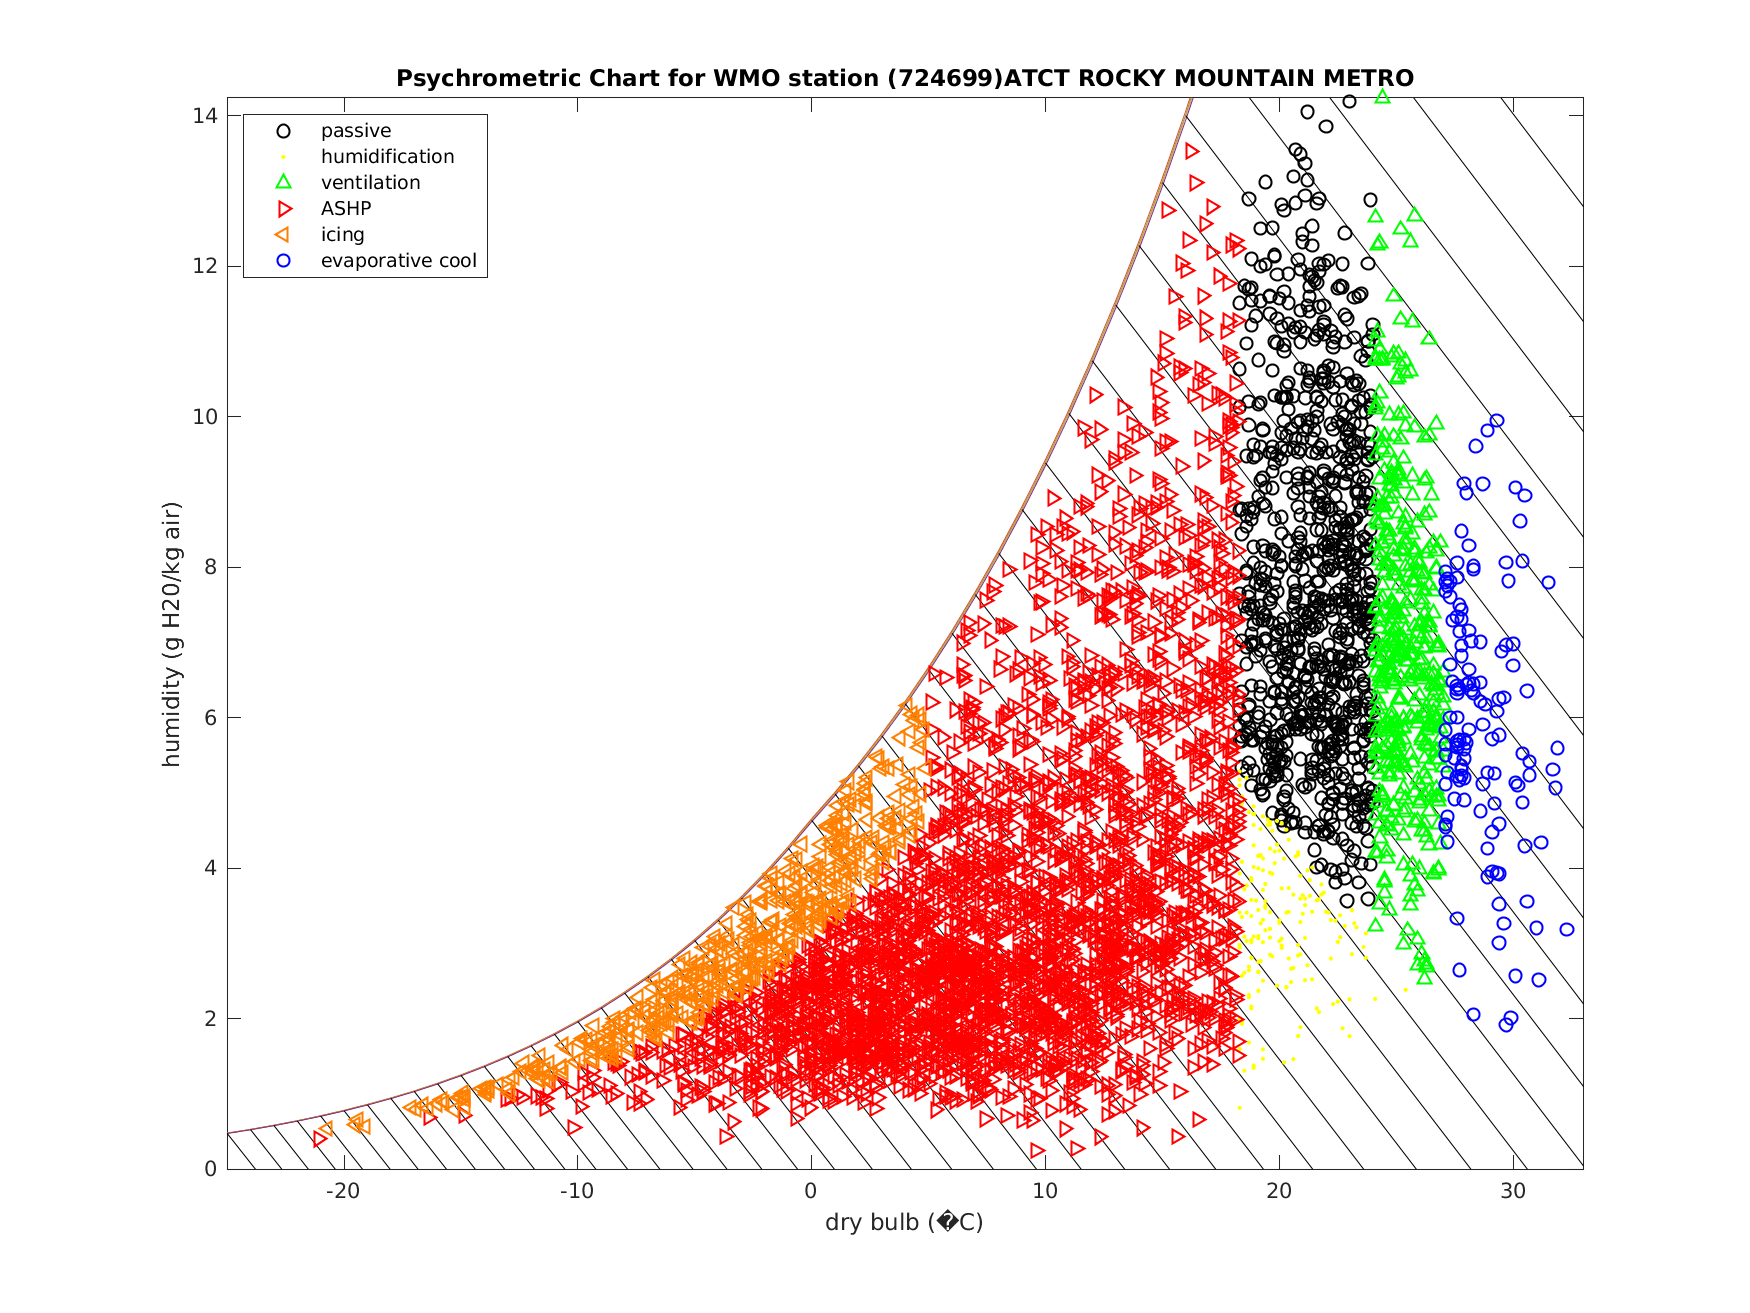 Psychrometric Chart for WMO station (724699)ATCT ROCKY MOUNTAIN METRO
passive
humidification
ventilation
ASHP
icing
evaporative cool
humidity (g H20/kg air)
14
12
10
8
6
4
2
0
-20
-10
0
10
20
30
dry bulb (�C)